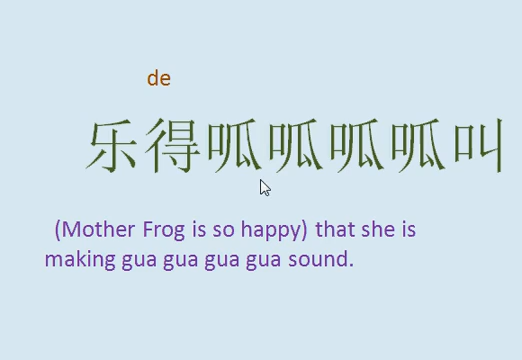 de
乐得呱呱呱呱叫
(Mother Frog is so happy) that she is
making gua gua gua gua sound.